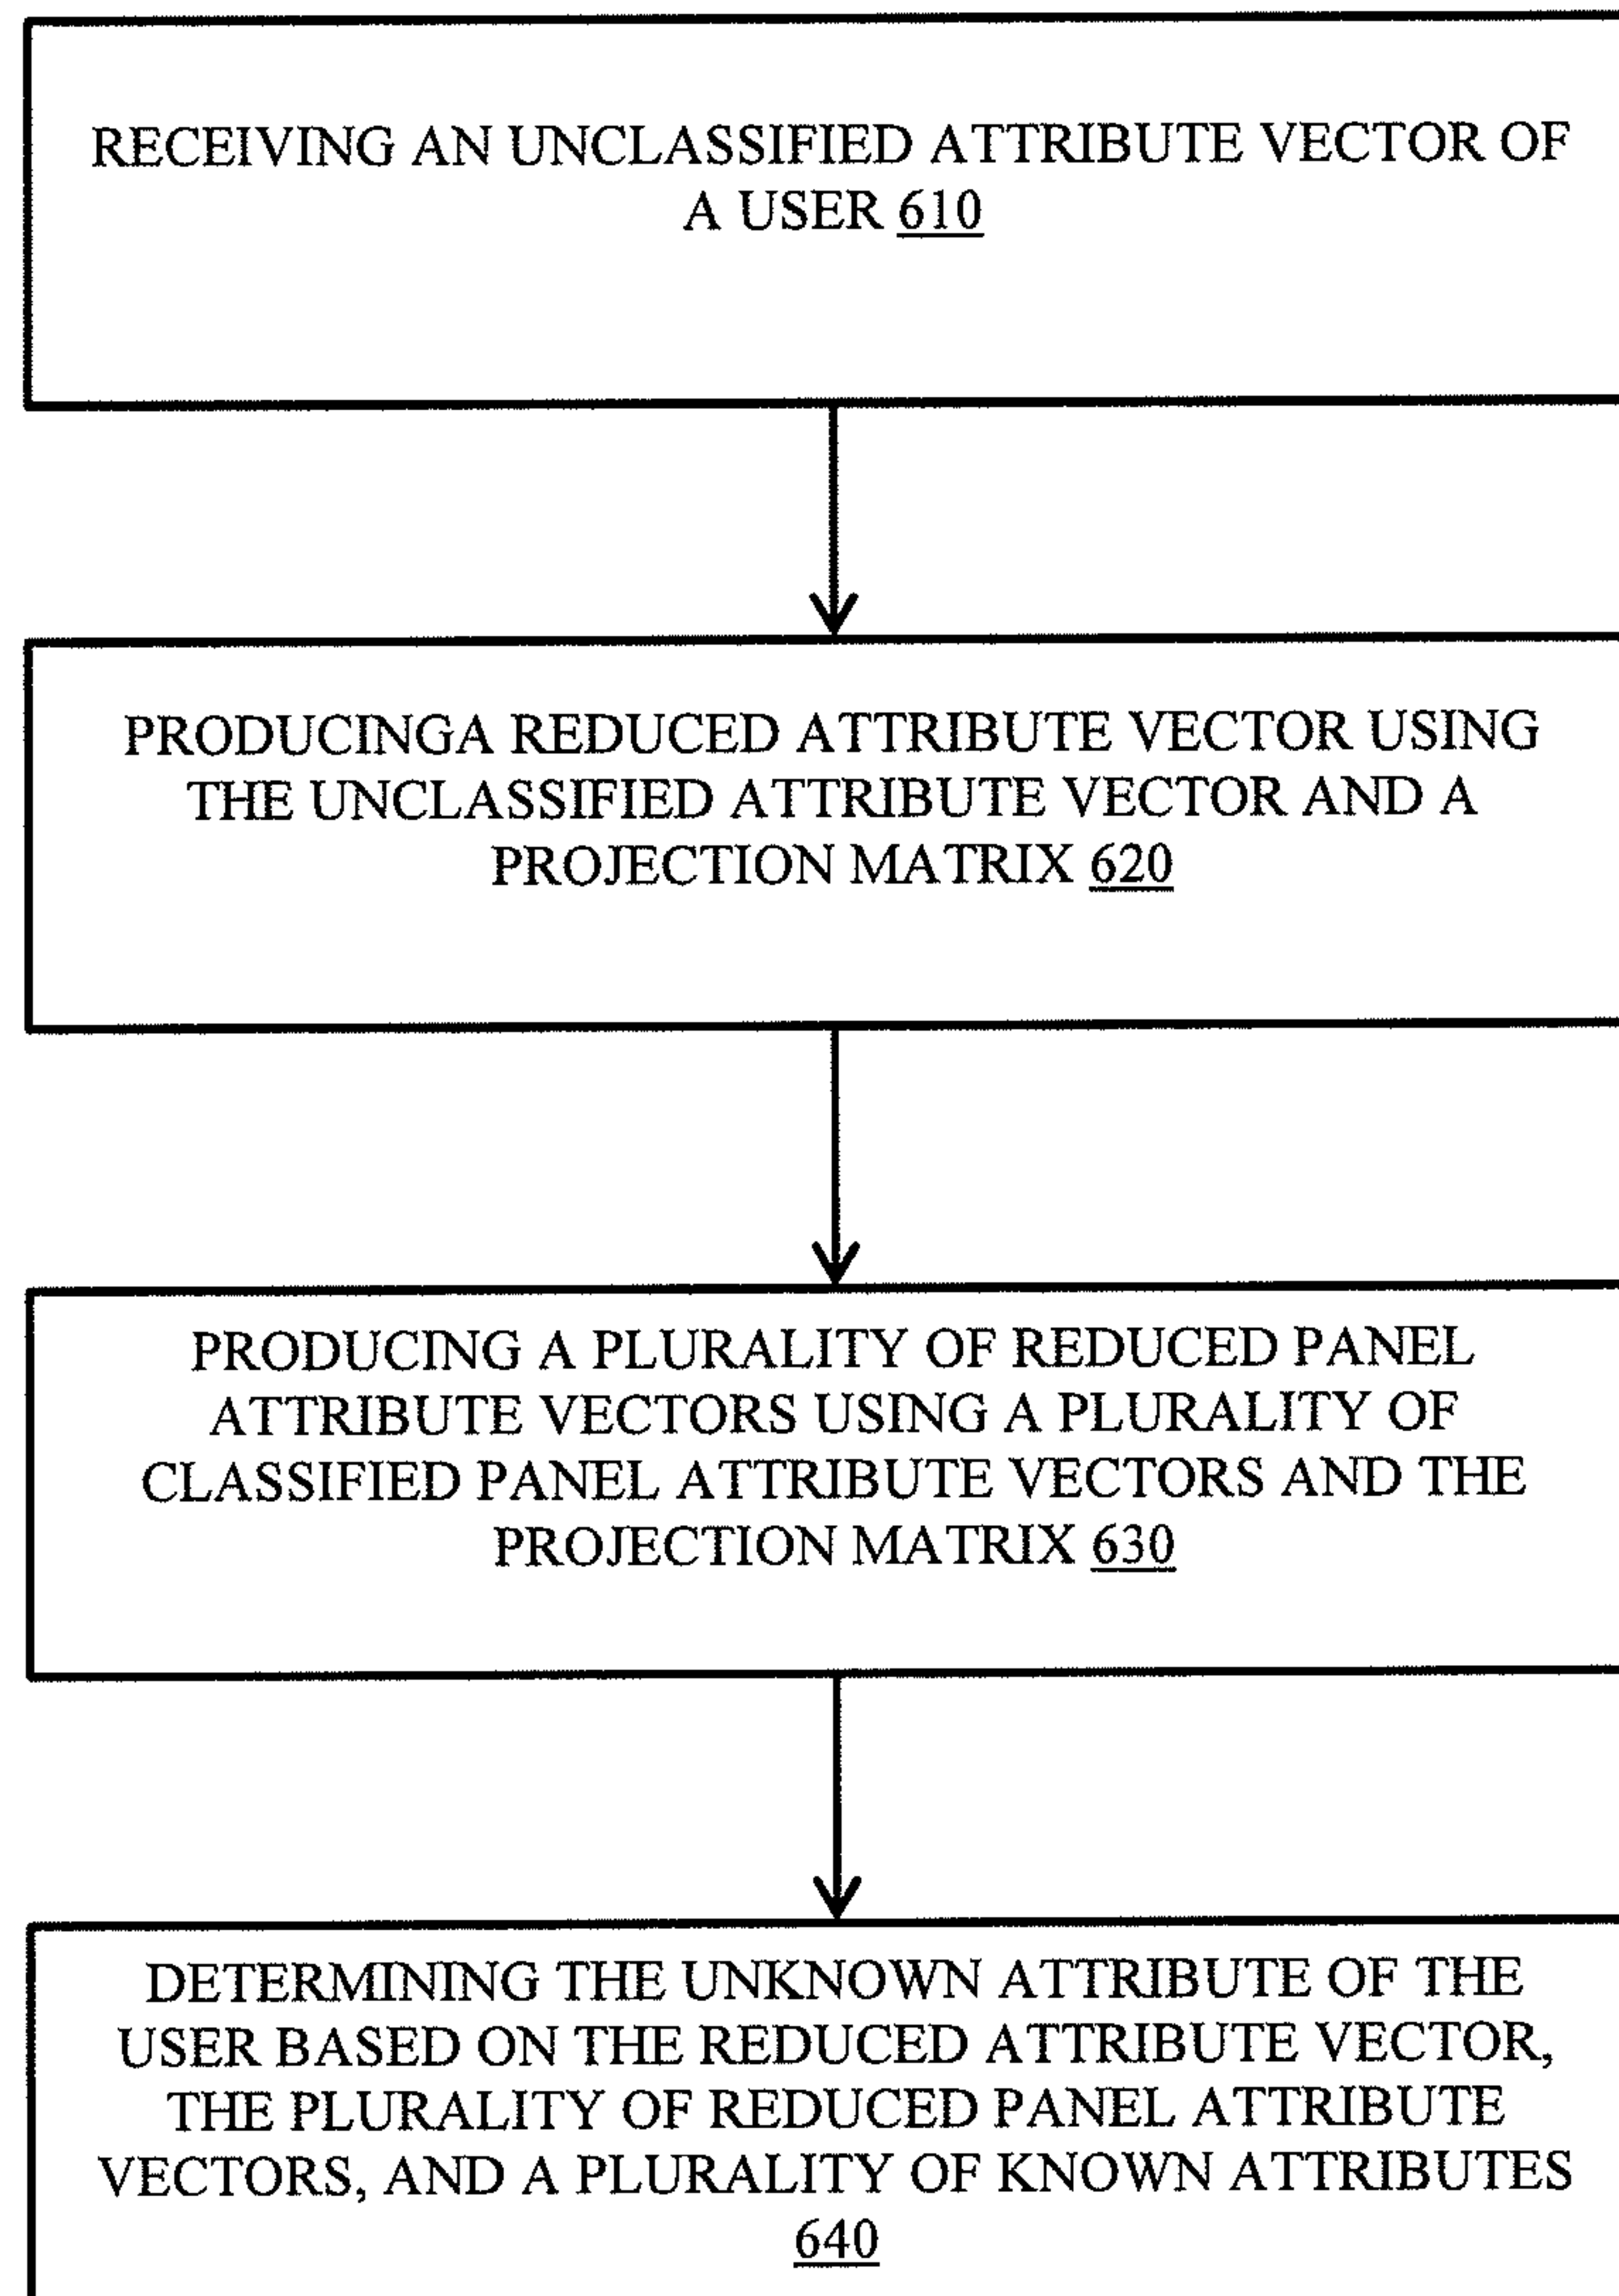 RECEIVING AN UNCLASSIFIED ATTRIBUTE VECTOR OF
A USER 610
PRODUCINGA REDUCED ATTRIBUTE VECTOR USING
THE UNCLASSIFIED ATTRIBUTE VECTOR AND A
PROJECTION MATRIX 620
PRODUCING A PLURALITY OF REDUCED PANEL
ATTRIBUTE VECTORS USING A PLURALITY OF
CLASSIFIED PANEL ATTRIBUTE VECTORS AND THE
PROJECTION MATRIX 630
DETERMINING THE UNKNOWN ATTRIBUTE OF THE
USER BASED ON THE REDUCED ATTRIBUTE VECTOR,
THE PLURALITY OF REDUCED PANEL ATTRIBUTE
VECTORS, AND A PLURALITY OF KNOWN ATTRIBUTES
640